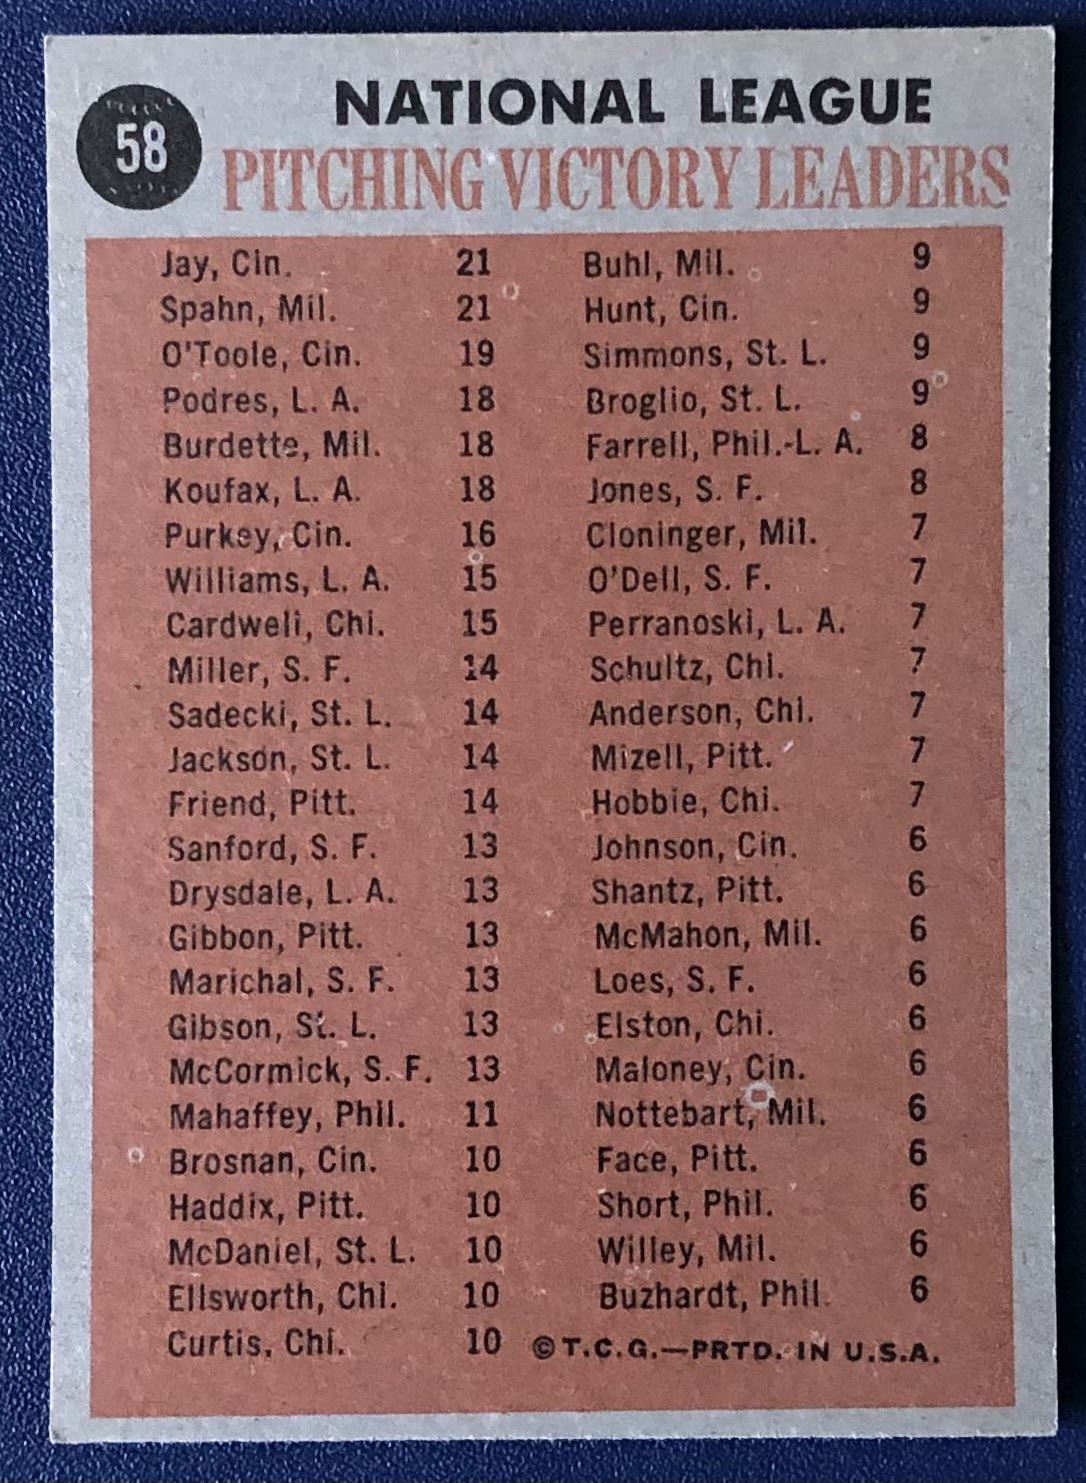 58
NATIONAL LEAGUE
PITCHING VICTORY LEADERS
Jay, Cin. 21
Spahn, Mil. 21
O'Toole, Cin. 19
Podres, L. A. 18
Burdette, Mil. 18
Koufax, L. A. 18
Purkey, Cin. 16
Williams, L. A. 15
Cardwell, Chi. 15
Miller, S. F. 14
Sadecki, St. L. 14
Jackson, St. L. 14
Friend, Pitt. 14
Sanford, S. F. 13
Drysdale, L. A. 13
Gibbon, Pitt. 13
Marichal, S. F. 13
Gibson, St. L. 13
McCormick, S. F. 13
Mahaffey, Phil. 11
Brosnan, Cin. 10
Haddix, Pitt. 10
McDaniel, St. L. 10
Ellsworth, Chi. 10
Curtis, Chi. 10
Buhl, Mil. 9
Hunt, Cin. 9
Simmons, St. L. 9
Broglio, St. L. 9
Farrell, Phil.-L. A. 8
Jones, S. F. 8
Cloninger, Mil. 7
O'Dell, S. F. 7
Perranoski, L. A. 7
Schultz, Chi. 7
Anderson, Chi. 7
Mizell, Pitt. 7
Hobbie, Chi. 7
Johnson, Cin. 6
Shantz, Pitt. 6
McMahon, Mil. 6
Loes, S. F. 6
Elston, Chi. 6
Maloney, Cin. 6
Nottebart, Mil. 6
Face, Pitt. 6
Short, Phil. 6
Willey, Mil. 6
Buzhardt, Phil. 6
©T.C.G.—PRTD. IN U.S.A.